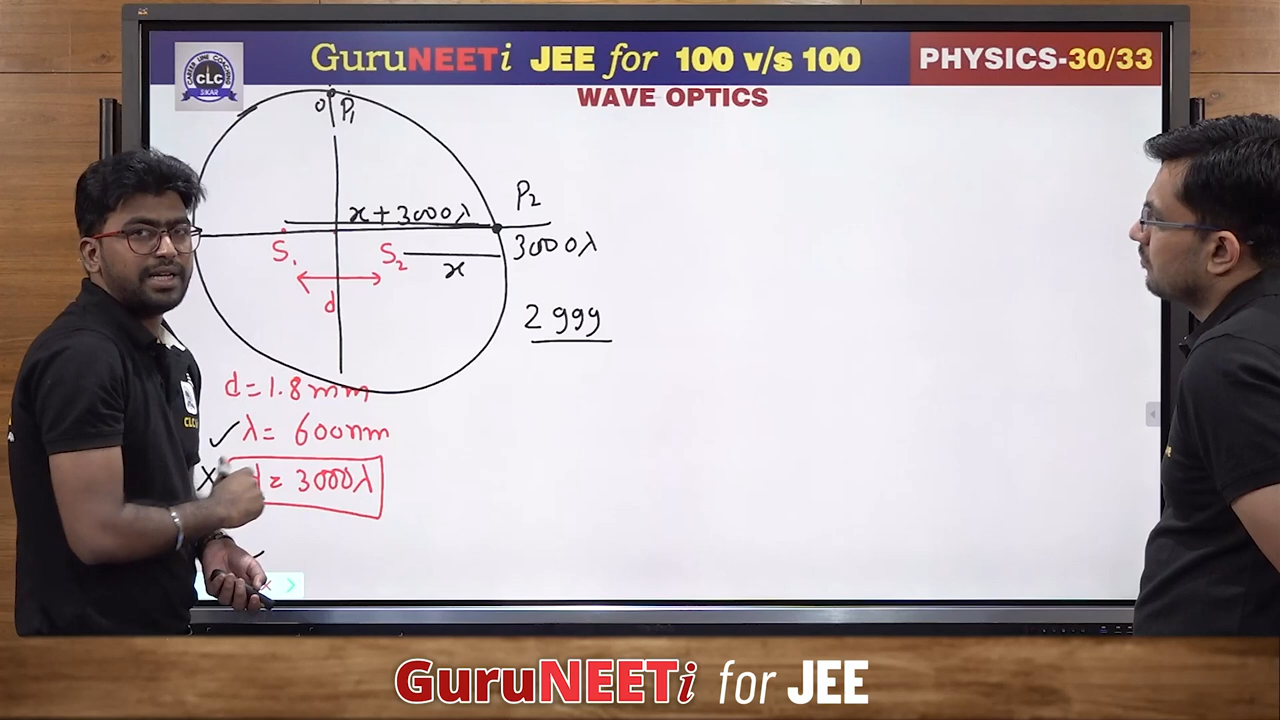 GuruNEETi JEE for 100 v/s 100
PHYSICS-30/33
CLC
SIKAR
WAVE OPTICS
0 P1
P2
x + 3000λ
S1
S2
3000λ
x
d
2999
d = 1.8mm
✓ λ = 600nm
x = 3000λ
GuruNEETi for JEE